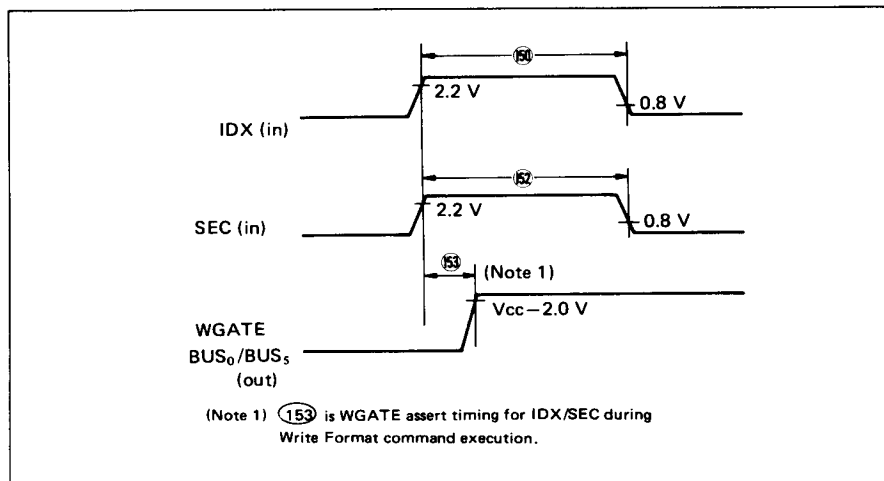 150
2.2 V
0.8 V
IDX (in)
152
2.2 V
0.8 V
SEC (in)
153
(Note 1)
Vcc−2.0 V
WGATE
BUS₀/BUS₅
(out)
(Note 1) 153 is WGATE assert timing for IDX/SEC during
Write Format command execution.